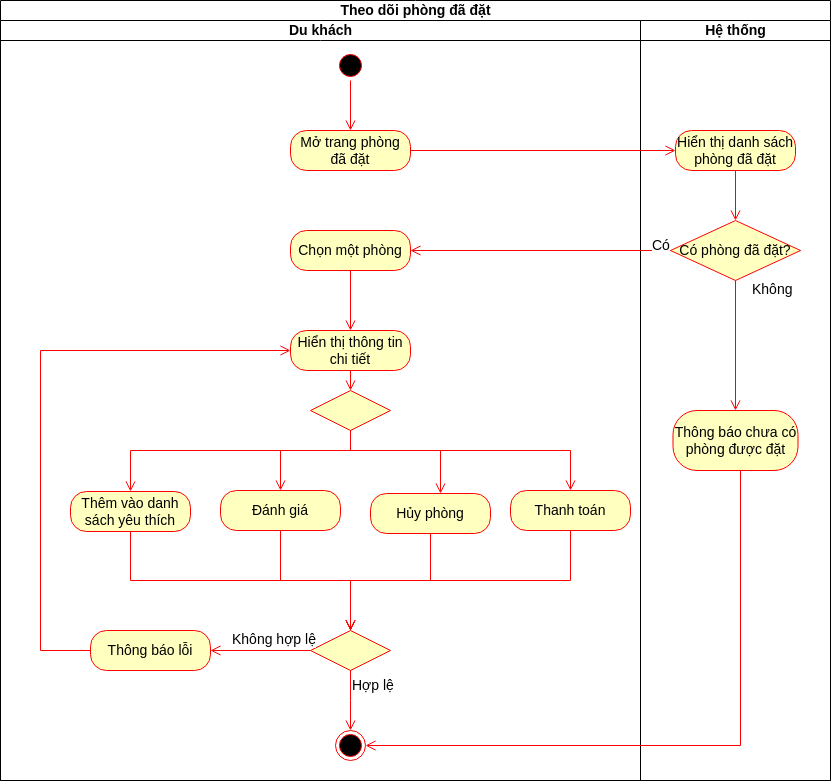 Theo dõi phòng đã đặt
Du khách
Hệ thống
Mở trang phòng
đã đặt
Hiển thị danh sách
phòng đã đặt
Chọn một phòng
Có
Có phòng đã đặt?
Không
Hiển thị thông tin
chi tiết
Thông báo chưa có
phòng được đặt
Thêm vào danh
sách yêu thích
Đánh giá
Hủy phòng
Thanh toán
Thông báo lỗi
Không hợp lệ
Hợp lệ